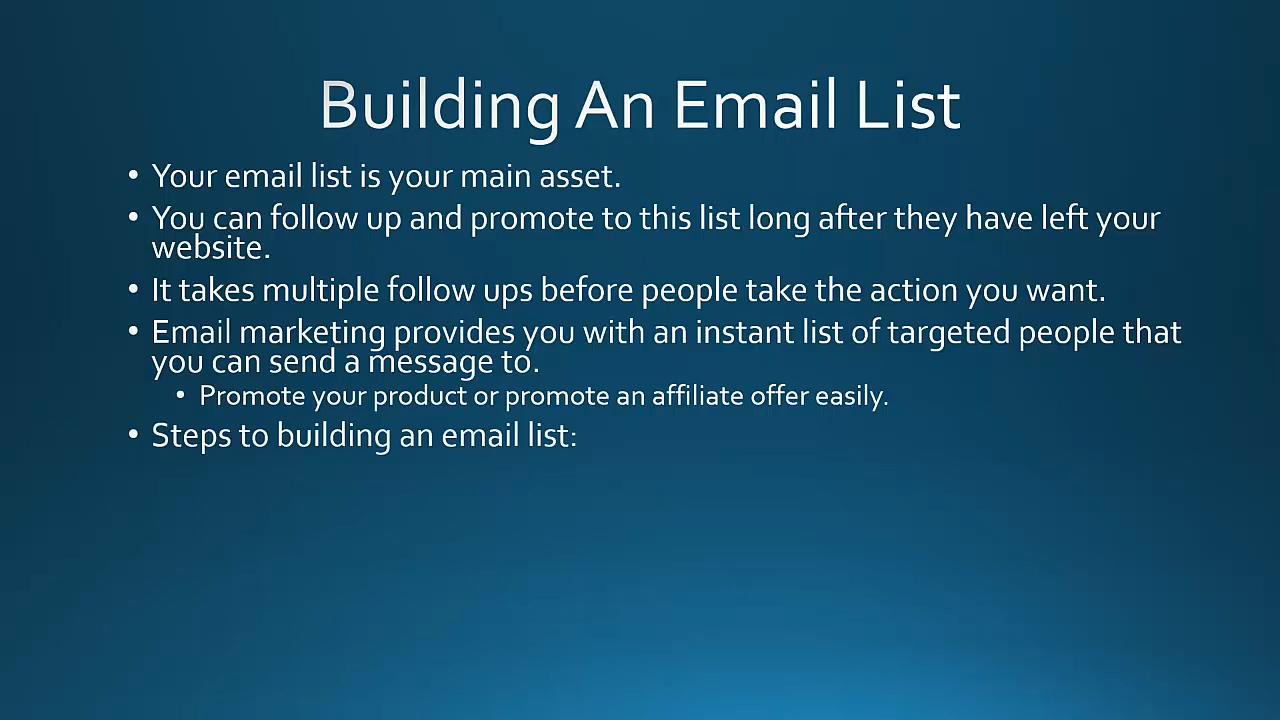 Building An Email List
• Your email list is your main asset.
• You can follow up and promote to this list long after they have left your
website.
• It takes multiple follow ups before people take the action you want.
• Email marketing provides you with an instant list of targeted people that
you can send a message to.
• Promote your product or promote an affiliate offer easily.
• Steps to building an email list: